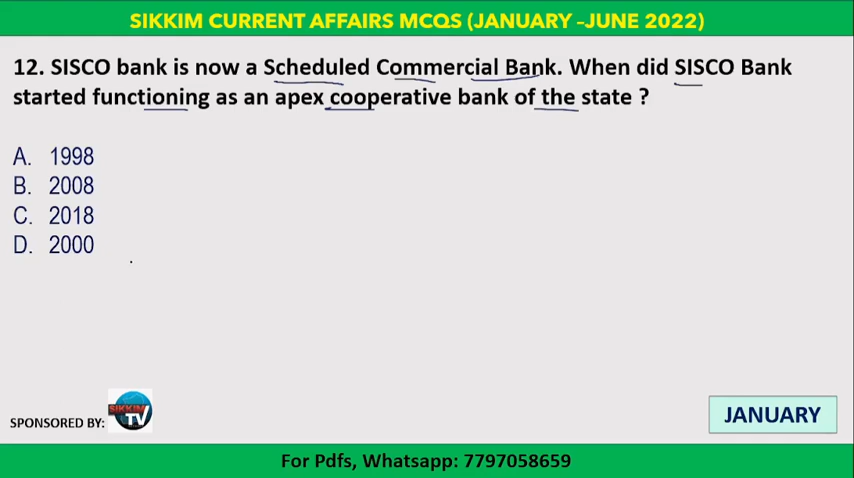 SIKKIM CURRENT AFFAIRS MCQS (JANUARY –JUNE 2022)
12. SISCO bank is now a Scheduled Commercial Bank. When did SISCO Bank
started functioning as an apex cooperative bank of the state ?
A. 1998
B. 2008
C. 2018
D. 2000
SPONSORED BY:
SIKKIM
TV
JANUARY
For Pdfs, Whatsapp: 7797058659